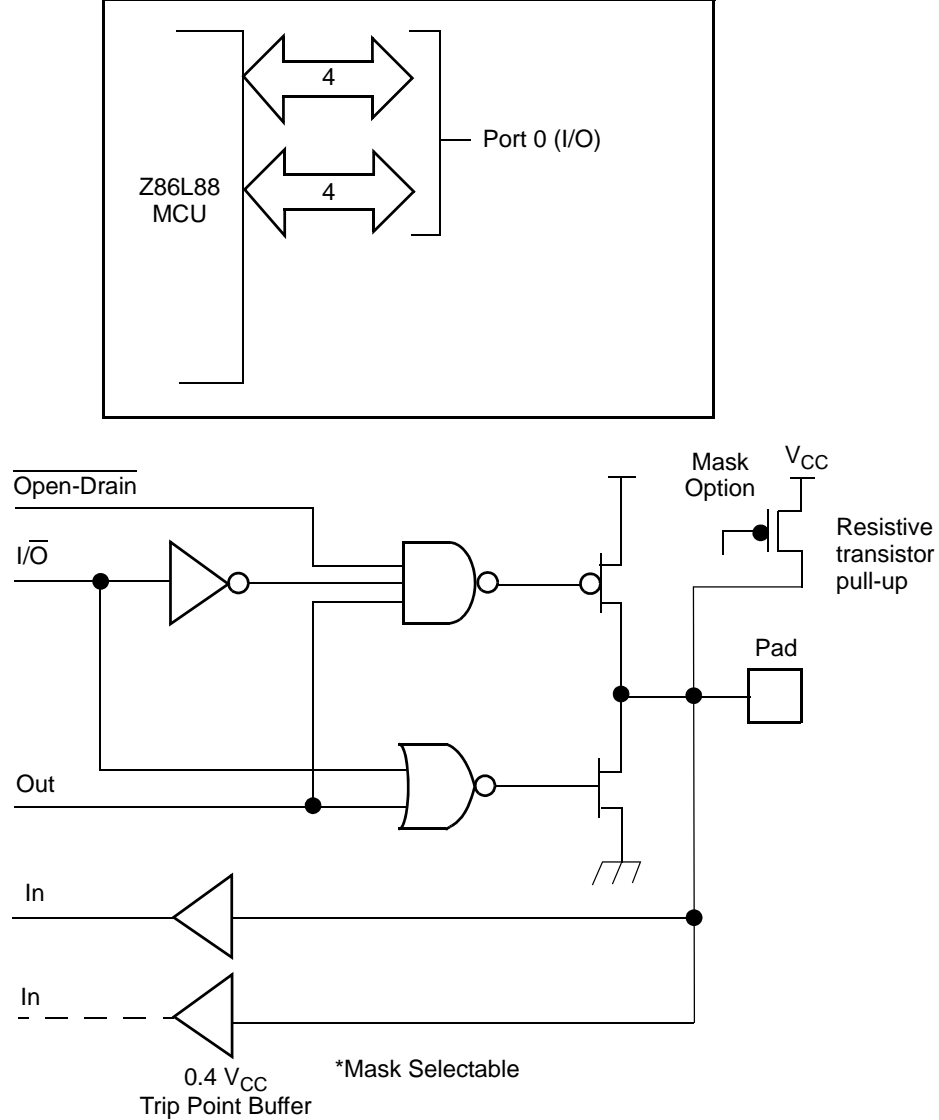 4
Port 0 (I/O)
Z86L88
MCU
4
Open-Drain
Mask
Option
VCC
I/O
Resistive
transistor
pull-up
Pad
Out
In
In
0.4 VCC
Trip Point Buffer
*Mask Selectable